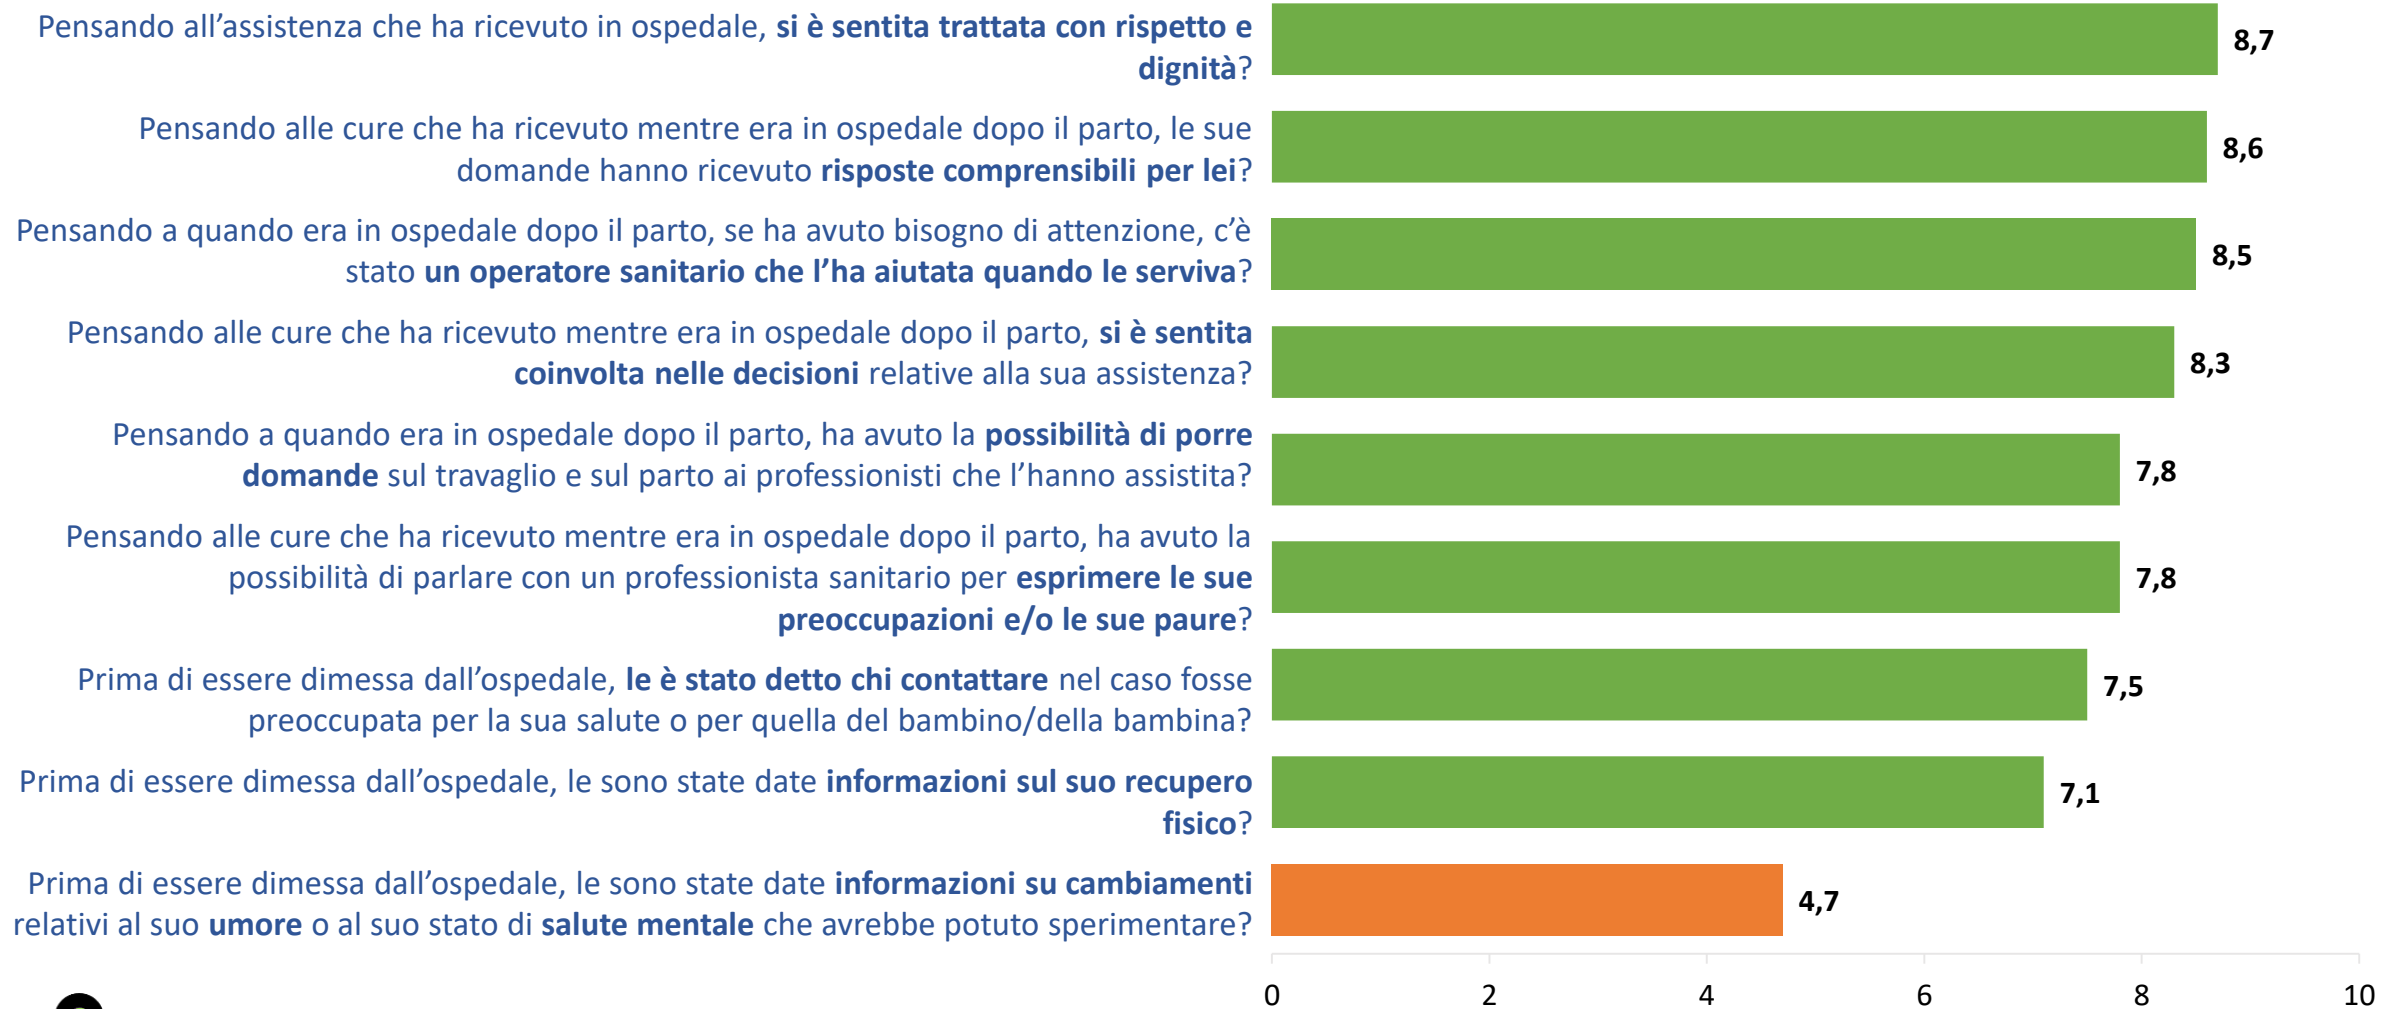 Pensando all’assistenza che ha ricevuto in ospedale, si è sentita trattata con rispetto e
dignità?
8,7
Pensando alle cure che ha ricevuto mentre era in ospedale dopo il parto, le sue
domande hanno ricevuto risposte comprensibili per lei?
8,6
Pensando a quando era in ospedale dopo il parto, se ha avuto bisogno di attenzione, c’è
stato un operatore sanitario che l’ha aiutata quando le serviva?
8,5
Pensando alle cure che ha ricevuto mentre era in ospedale dopo il parto, si è sentita
coinvolta nelle decisioni relative alla sua assistenza?
8,3
Pensando a quando era in ospedale dopo il parto, ha avuto la possibilità di porre
domande sul travaglio e sul parto ai professionisti che l’hanno assistita?
7,8
Pensando alle cure che ha ricevuto mentre era in ospedale dopo il parto, ha avuto la
possibilità di parlare con un professionista sanitario per esprimere le sue
preoccupazioni e/o le sue paure?
7,8
Prima di essere dimessa dall’ospedale, le è stato detto chi contattare nel caso fosse
preoccupata per la sua salute o per quella del bambino/della bambina?
7,5
Prima di essere dimessa dall’ospedale, le sono state date informazioni sul suo recupero
fisico?
7,1
Prima di essere dimessa dall’ospedale, le sono state date informazioni su cambiamenti
relativi al suo umore o al suo stato di salute mentale che avrebbe potuto sperimentare?
4,7
0 2 4 6 8 10